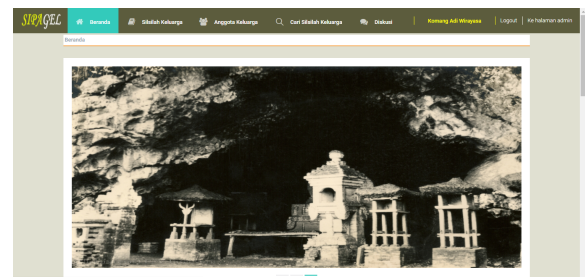 SIPAGEL
Beranda
Silsilah Keluarga
Anggota Keluarga
Cari Silsilah Keluarga
Diskusi
Komang Adi Wirayasa
Logout
Ke halaman admin
Beranda